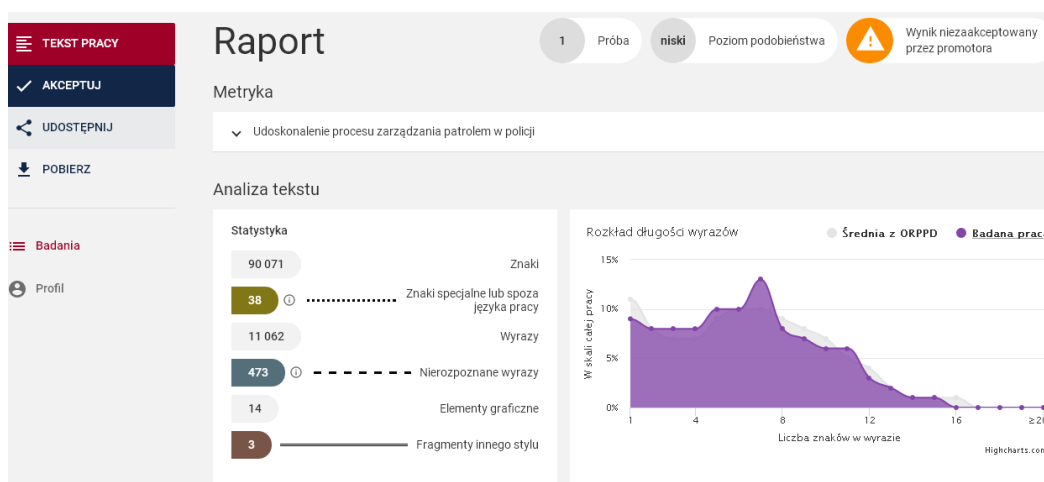 TEKST PRACY
AKCEPTUJ
UDOSTĘPNIJ
POBIERZ
Badania
Profil
Raport
1 Próba
niski Poziom podobieństwa
Wynik niezaakceptowany
przez promotora
Metryka
Udoskonalenie procesu zarządzania patrolem w policji
Analiza tekstu
Statystyka
90 071 Znaki
38 Znaki specjalne lub spoza
języka pracy
11 062 Wyrazy
473 Nierozpoznane wyrazy
14 Elementy graficzne
3 Fragmenty innego stylu
Rozkład długości wyrazów
Średnia z ORPPD Badana praca
15%
10%
5%
0%
W skali całej pracy
1 4 8 12 16 ≥20
Liczba znaków w wyrazie
Highcharts.com